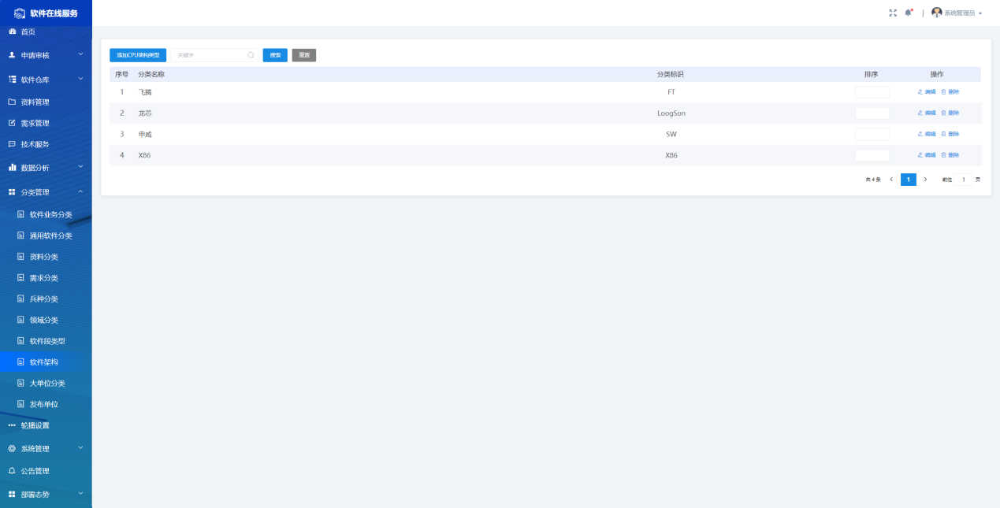 软件在线服务
系统管理员
首页
申请审核
软件仓库
资料管理
需求管理
技术服务
数据分析
分类管理
软件业务分类
通用软件分类
资料分类
需求分类
兵种分类
领域分类
软件段类型
软件架构
大单位分类
发布单位
轮播设置
系统管理
公告管理
部署态势
添加CPU架构类型 关键字 搜索 重置
序号 分类名称 分类标识 排序 操作
1 飞腾 FT 编辑 删除
2 龙芯 LoogSon 编辑 删除
3 申威 SW 编辑 删除
4 X86 X86 编辑 删除
共 4 条 1 前往 1 页